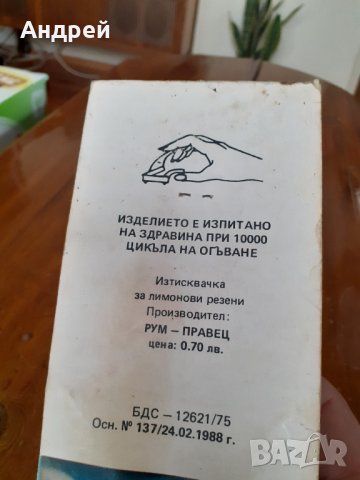 Андрей
ИЗДЕЛИЕТО Е ИЗПИТАНО
НА ЗДРАВИНА ПРИ 10000
ЦИКЪЛА НА ОГЪВАНЕ
Изтисквачка
за лимонови резени
Производител:
РУМ — ПРАВЕЦ
цена: 0.70 лв.
БДС — 12621/75
Осн. № 137/24.02.1988 г.
BAZAR